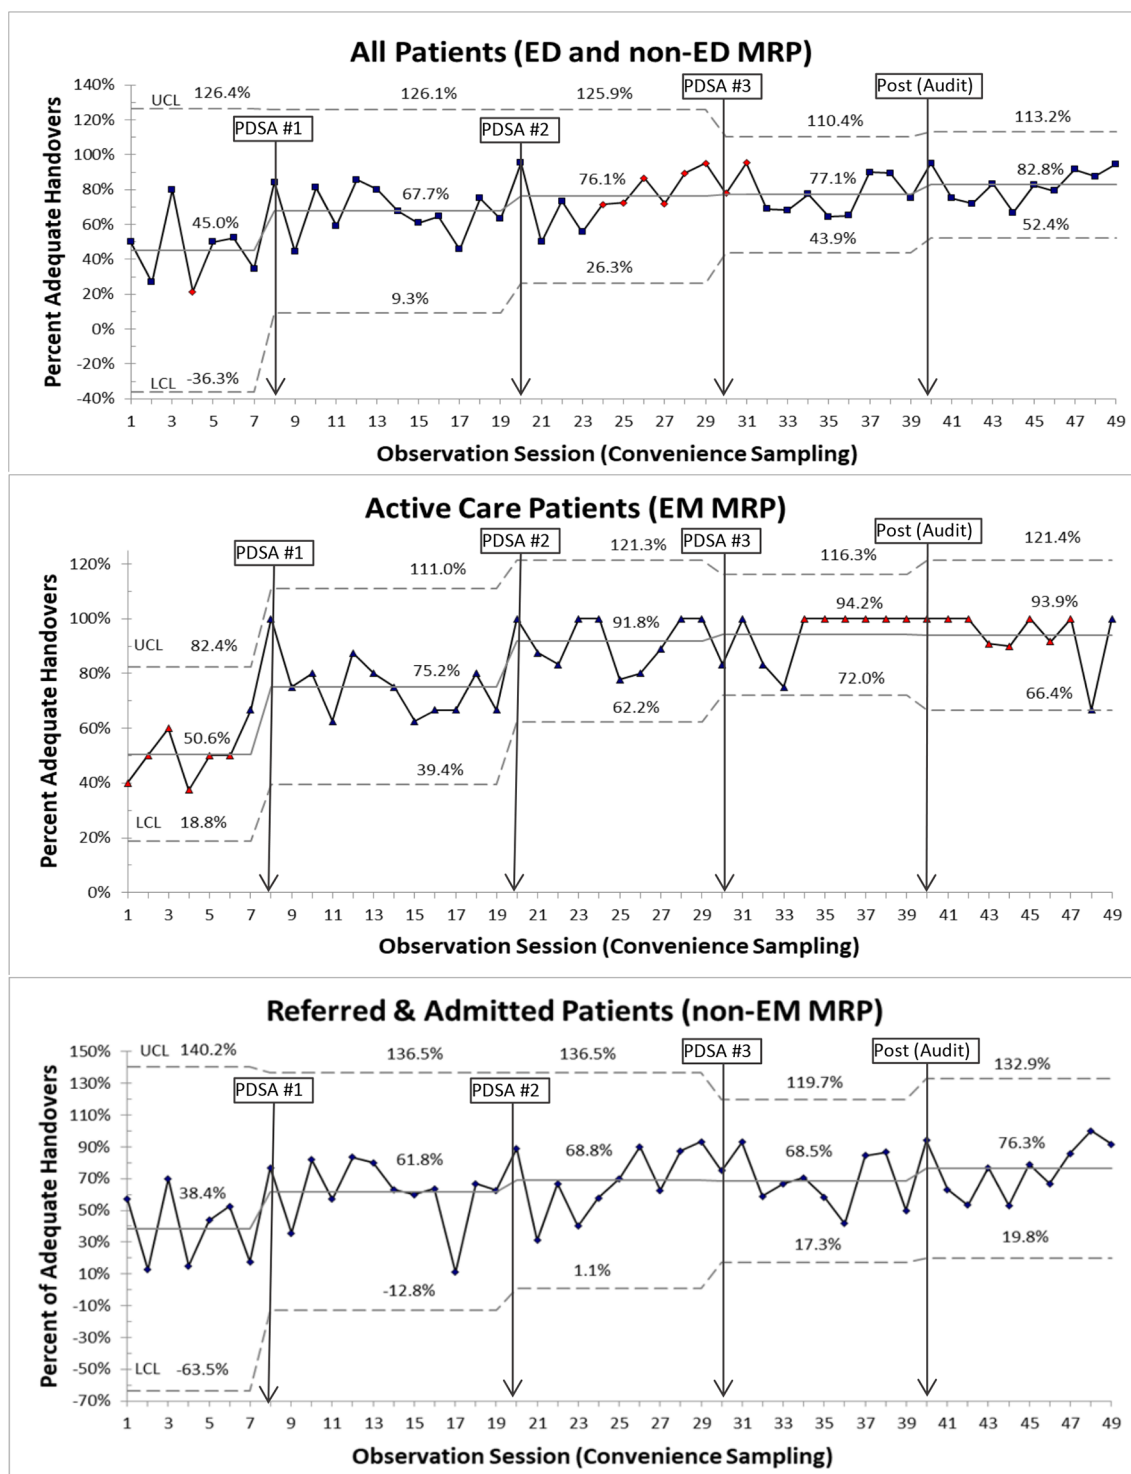 All Patients (ED and non-ED MRP)
140%
120%
100%
80%
60%
40%
20%
0%
-20%
-40%
Percent Adequate Handovers
UCL 126.4% 126.1% 125.9% 110.4% 113.2%
PDSA #1 PDSA #2 PDSA #3 Post (Audit)
45.0% 67.7% 76.1% 77.1% 82.8%
LCL -36.3% 9.3% 26.3% 43.9% 52.4%
1 3 5 7 9 11 13 15 17 19 21 23 25 27 29 31 33 35 37 39 41 43 45 47 49
Observation Session (Convenience Sampling)
Active Care Patients (EM MRP)
120%
100%
80%
60%
40%
20%
0%
Percent Adequate Handovers
PDSA #1 PDSA #2 PDSA #3 Post (Audit)
UCL 82.4% 111.0% 121.3% 116.3% 121.4%
50.6% 75.2% 91.8% 94.2% 93.9%
LCL 18.8% 39.4% 62.2% 72.0% 66.4%
1 3 5 7 9 11 13 15 17 19 21 23 25 27 29 31 33 35 37 39 41 43 45 47 49
Observation Session (Convenience Sampling)
Referred & Admitted Patients (non-EM MRP)
150%
130%
110%
90%
70%
50%
30%
10%
-10%
-30%
-50%
-70%
Percent of Adequate Handovers
UCL 140.2% 136.5% 136.5% 119.7% 132.9%
PDSA #1 PDSA #2 PDSA #3 Post (Audit)
38.4% 61.8% 68.8% 68.5% 76.3%
LCL -63.5% -12.8% 1.1% 17.3% 19.8%
1 3 5 7 9 11 13 15 17 19 21 23 25 27 29 31 33 35 37 39 41 43 45 47 49
Observation Session (Convenience Sampling)